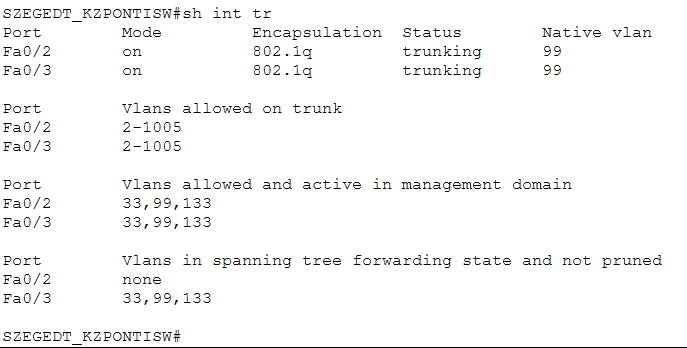 SZEGEDT_KZPONTISW#sh int tr
Port        Mode         Encapsulation  Status        Native vlan
Fa0/2       on           802.1q         trunking      99
Fa0/3       on           802.1q         trunking      99

Port        Vlans allowed on trunk
Fa0/2       2-1005
Fa0/3       2-1005

Port        Vlans allowed and active in management domain
Fa0/2       33,99,133
Fa0/3       33,99,133

Port        Vlans in spanning tree forwarding state and not pruned
Fa0/2       none
Fa0/3       33,99,133

SZEGEDT_KZPONTISW#